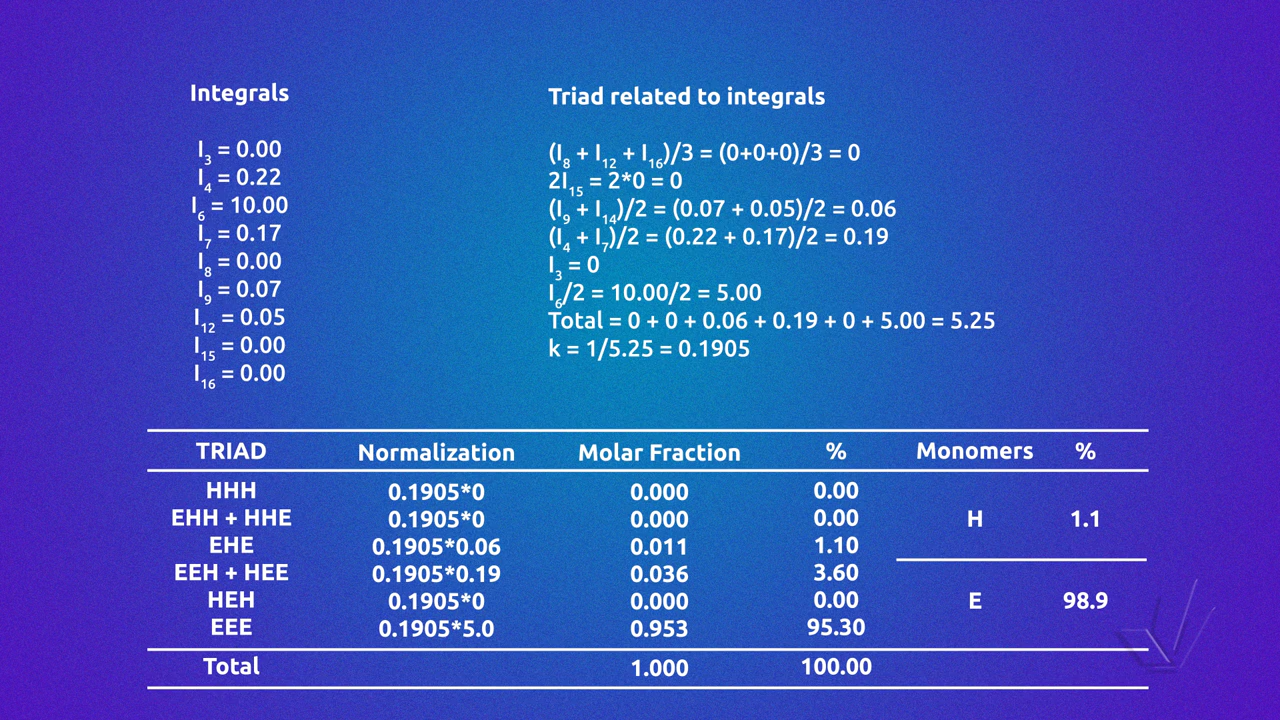 Integrals
I₃ = 0.00
I₄ = 0.22
I₆ = 10.00
I₇ = 0.17
I₈ = 0.00
I₉ = 0.07
I₁₂ = 0.05
I₁₅ = 0.00
I₁₆ = 0.00
Triad related to integrals
(I₈ + I₁₂ + I₁₆)/3 = (0+0+0)/3 = 0
2I₁₅ = 2*0 = 0
(I₉ + I₁₄)/2 = (0.07 + 0.05)/2 = 0.06
(I₄ + I₇)/2 = (0.22 + 0.17)/2 = 0.19
I₃ = 0
I₆/2 = 10.00/2 = 5.00
Total = 0 + 0 + 0.06 + 0.19 + 0 + 5.00 = 5.25
k = 1/5.25 = 0.1905
TRIAD Normalization Molar Fraction % Monomers %
HHH 0.1905*0 0.000 0.00
EHH + HHE 0.1905*0 0.000 0.00 H 1.1
EHE 0.1905*0.06 0.011 1.10
EEH + HEE 0.1905*0.19 0.036 3.60
HEH 0.1905*0 0.000 0.00 E 98.9
EEE 0.1905*5.0 0.953 95.30
Total 1.000 100.00